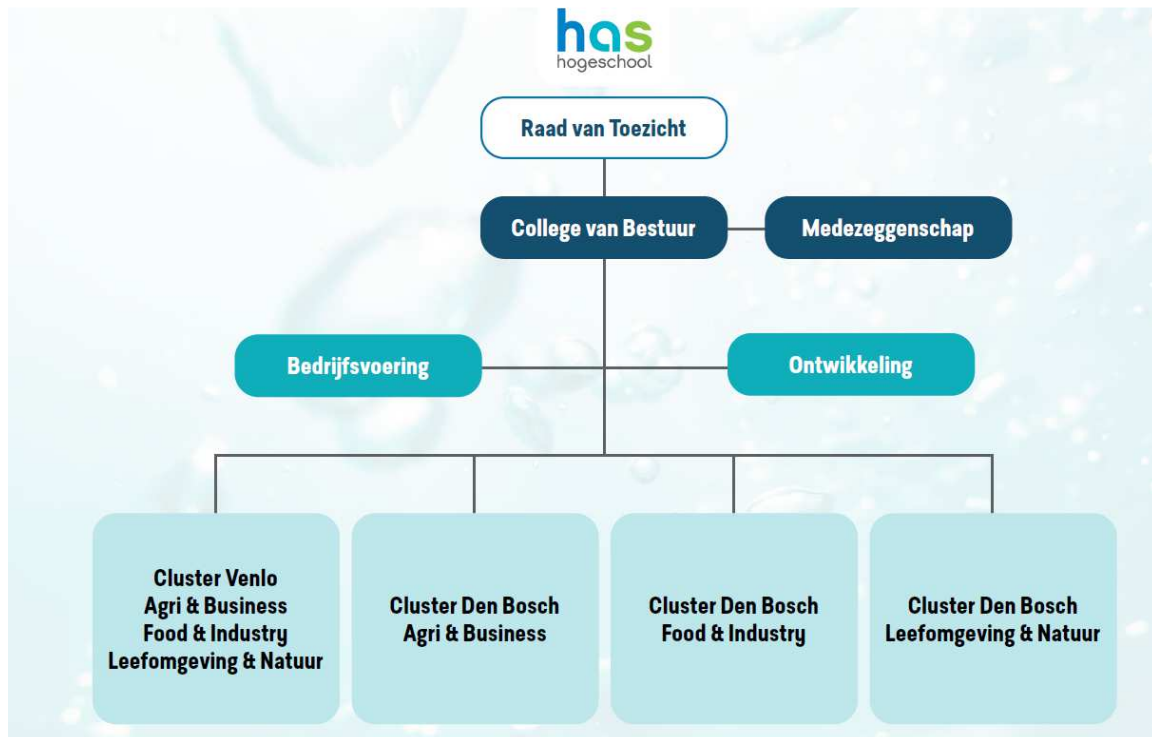 has
hogeschool
Raad van Toezicht
College van Bestuur
Medezeggenschap
Bedrijfsvoering
Ontwikkeling
Cluster Venlo
Agri & Business
Food & Industry
Leefomgeving & Natuur
Cluster Den Bosch
Agri & Business
Cluster Den Bosch
Food & Industry
Cluster Den Bosch
Leefomgeving & Natuur